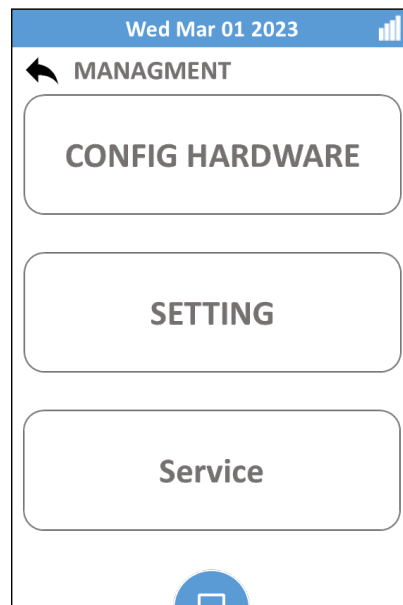 Wed Mar 01 2023
MANAGMENT
CONFIG HARDWARE
SETTING
Service